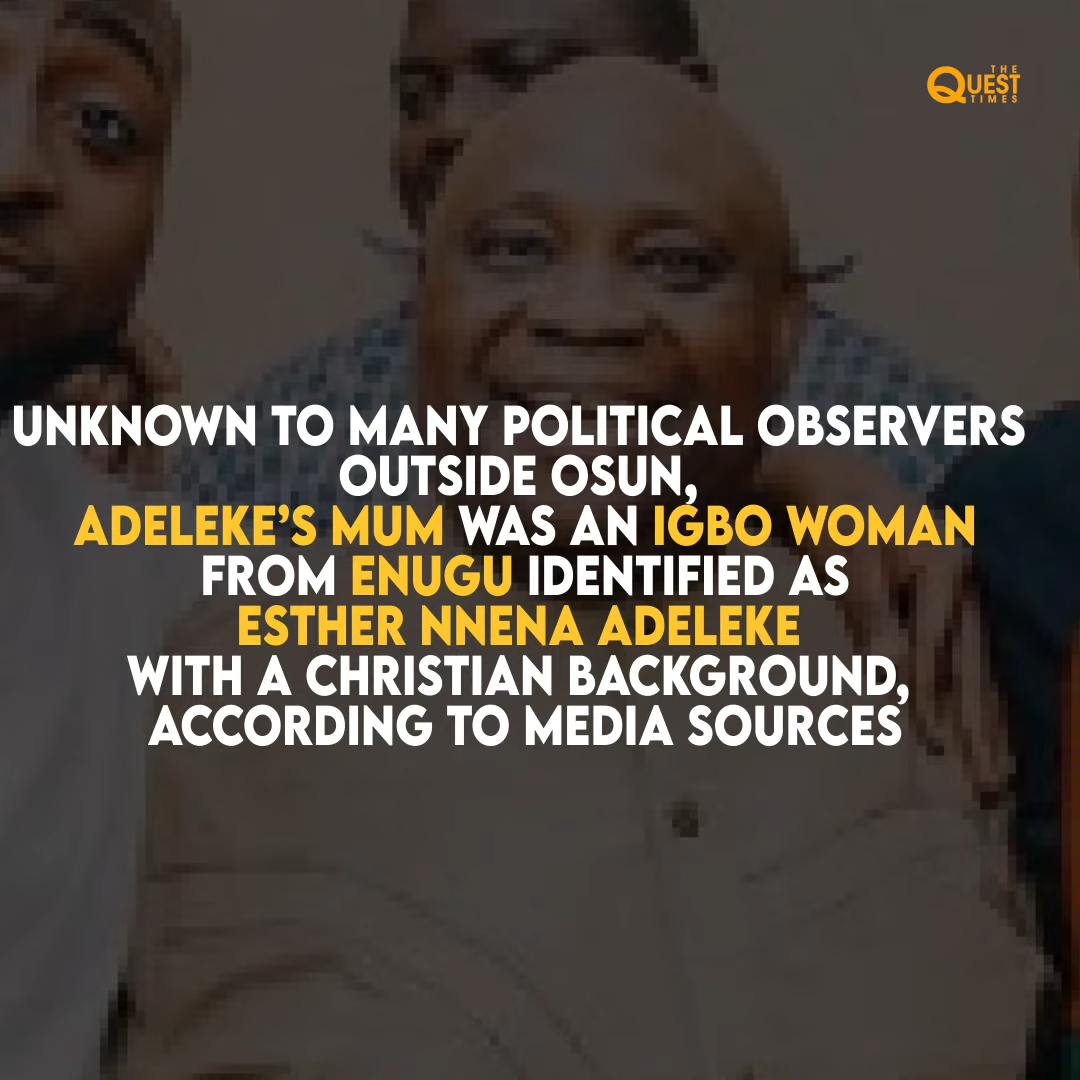 THE
QUEST
TIMES
UNKNOWN TO MANY POLITICAL OBSERVERS
OUTSIDE OSUN,
ADELEKE'S MUM WAS AN IGBO WOMAN
FROM ENUGU IDENTIFIED AS
ESTHER NNENA ADELEKE
WITH A CHRISTIAN BACKGROUND,
ACCORDING TO MEDIA SOURCES